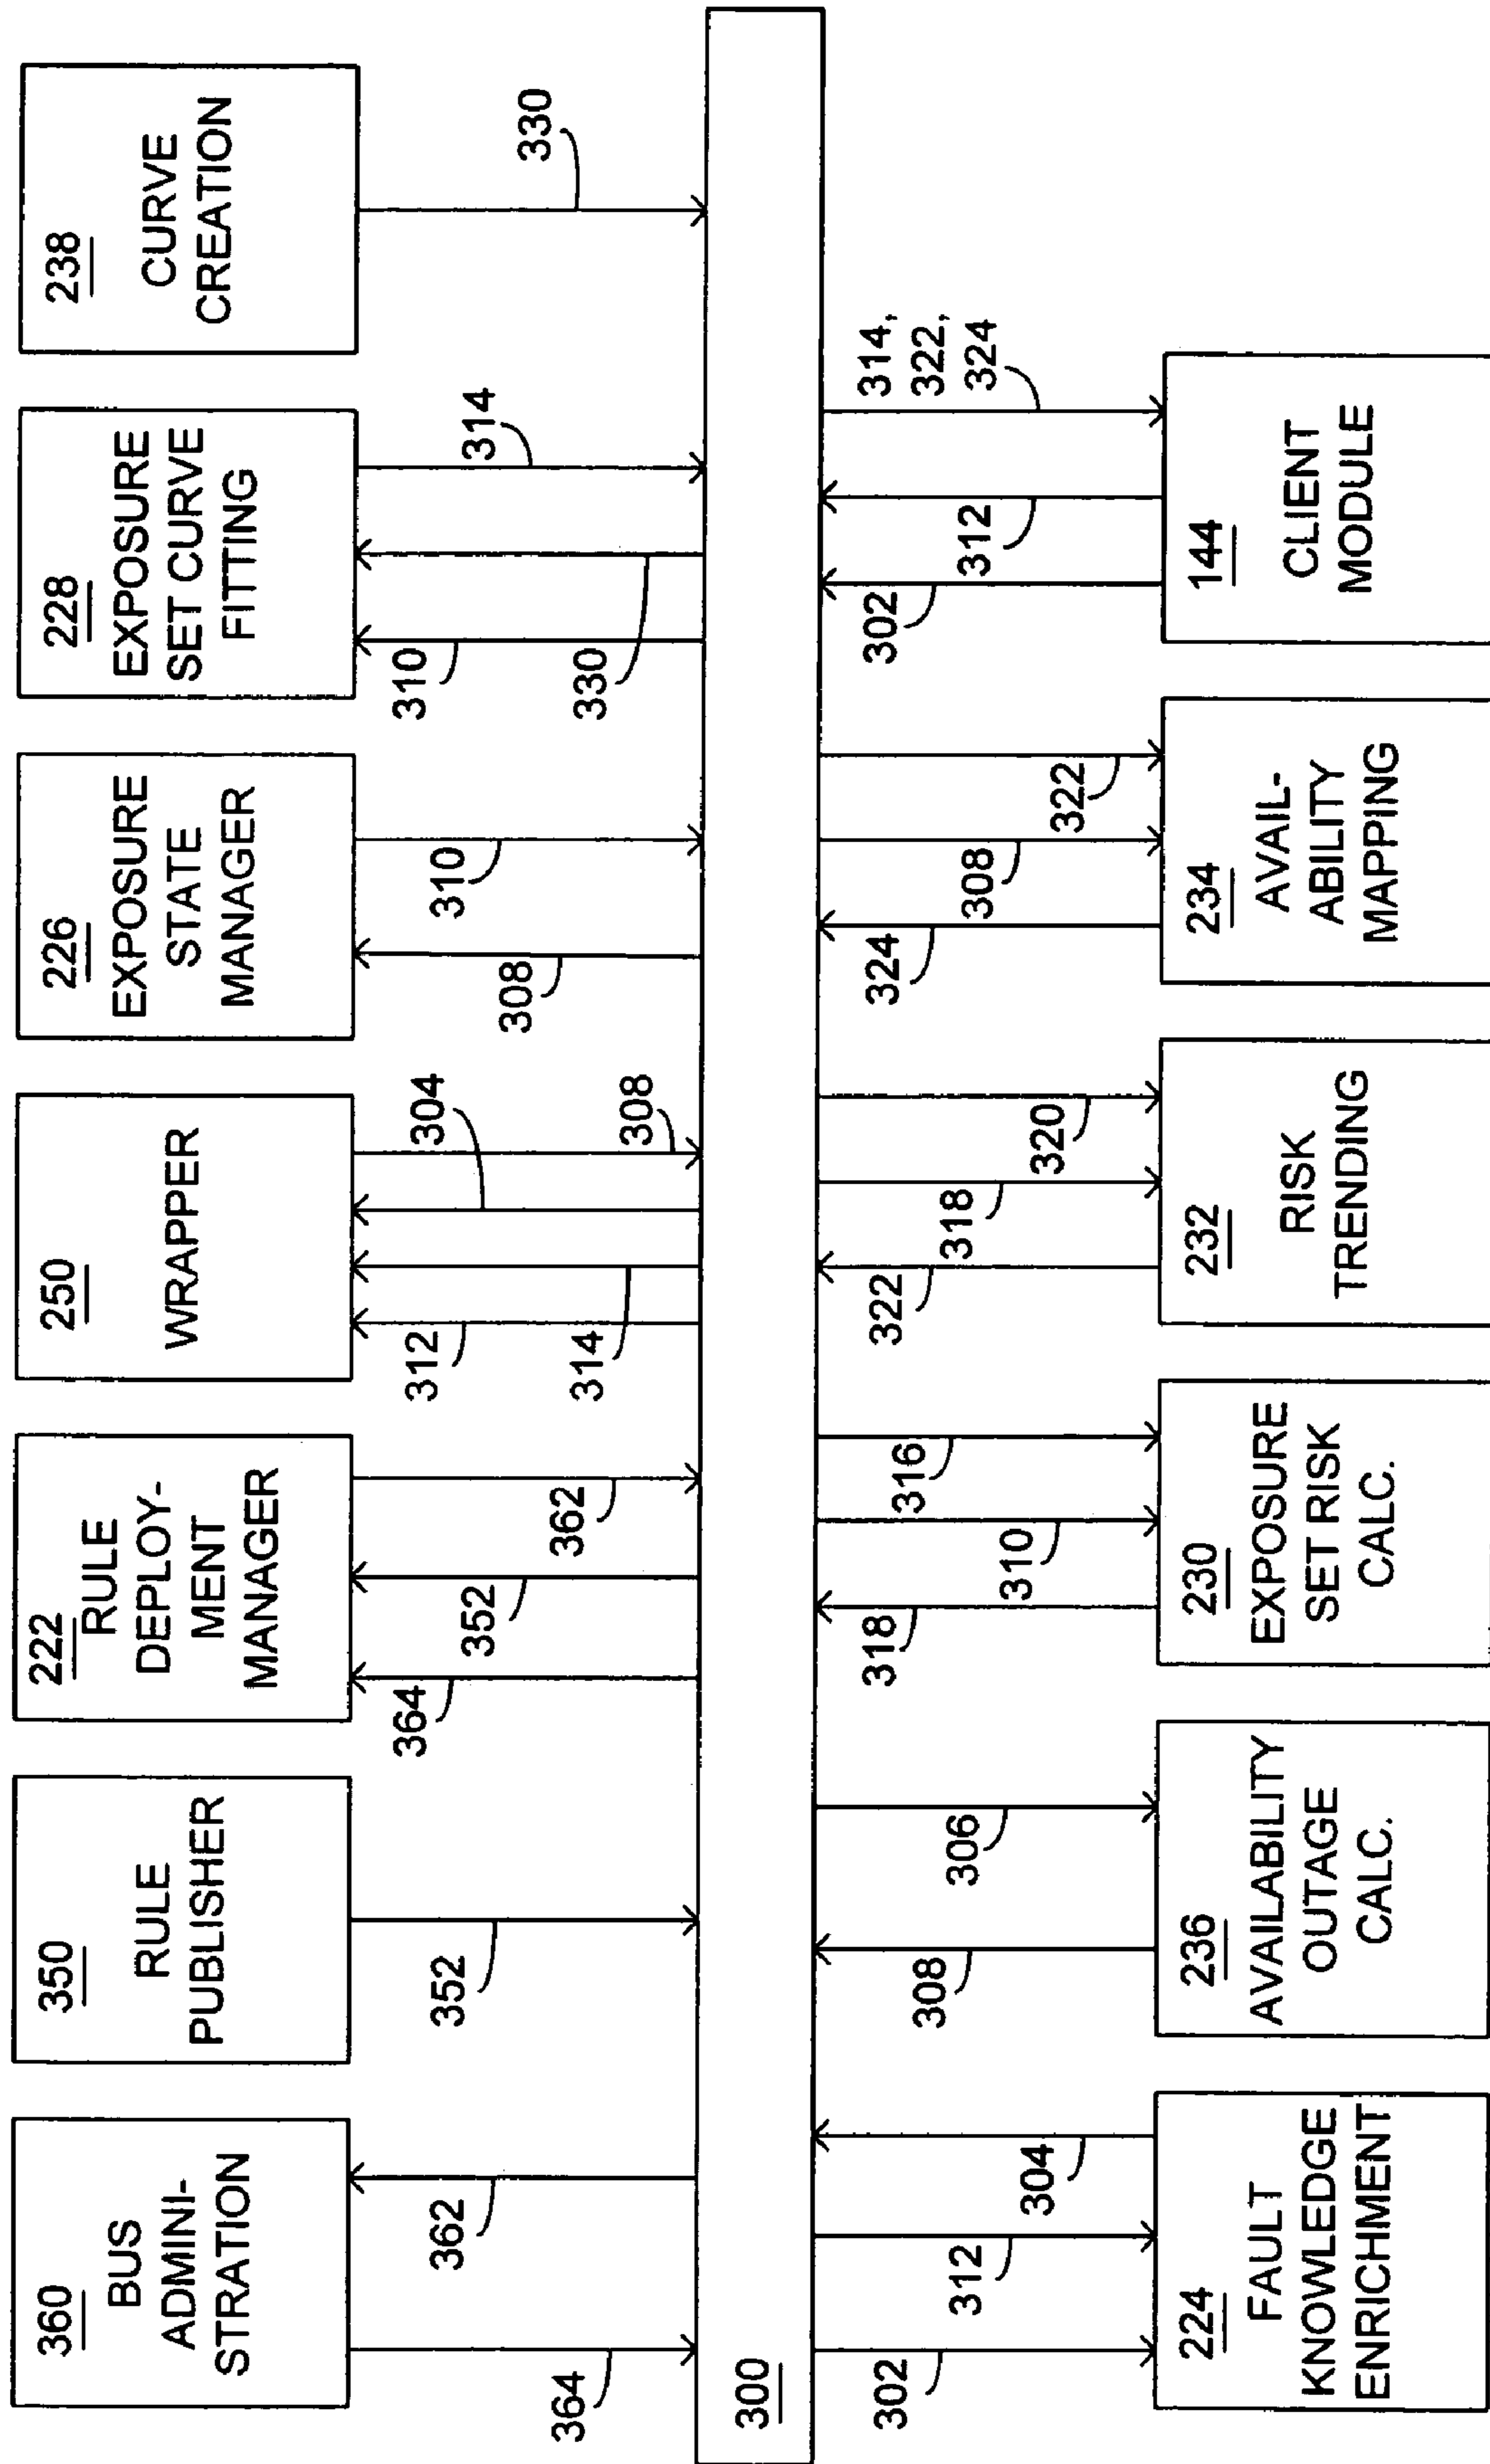 360
BUS
ADMINI-
STRATION
350
RULE
PUBLISHER
222
RULE
DEPLOY-
MENT
MANAGER
250
WRAPPER
226
EXPOSURE
STATE
MANAGER
228
EXPOSURE
SET CURVE
FITTING
238
CURVE
CREATION
364
362
352
364
352
362
312
314
304
308
308
310
310
330
314
330
300
302
312
304
308
306
318
310
316
322
318
320
324
308
322
302
312
314,
322,
324
224
FAULT
KNOWLEDGE
ENRICHMENT
236
AVAILABILITY
OUTAGE
CALC.
230
EXPOSURE
SET RISK
CALC.
232
RISK
TRENDING
234
AVAIL-
ABILITY
MAPPING
144
CLIENT
MODULE